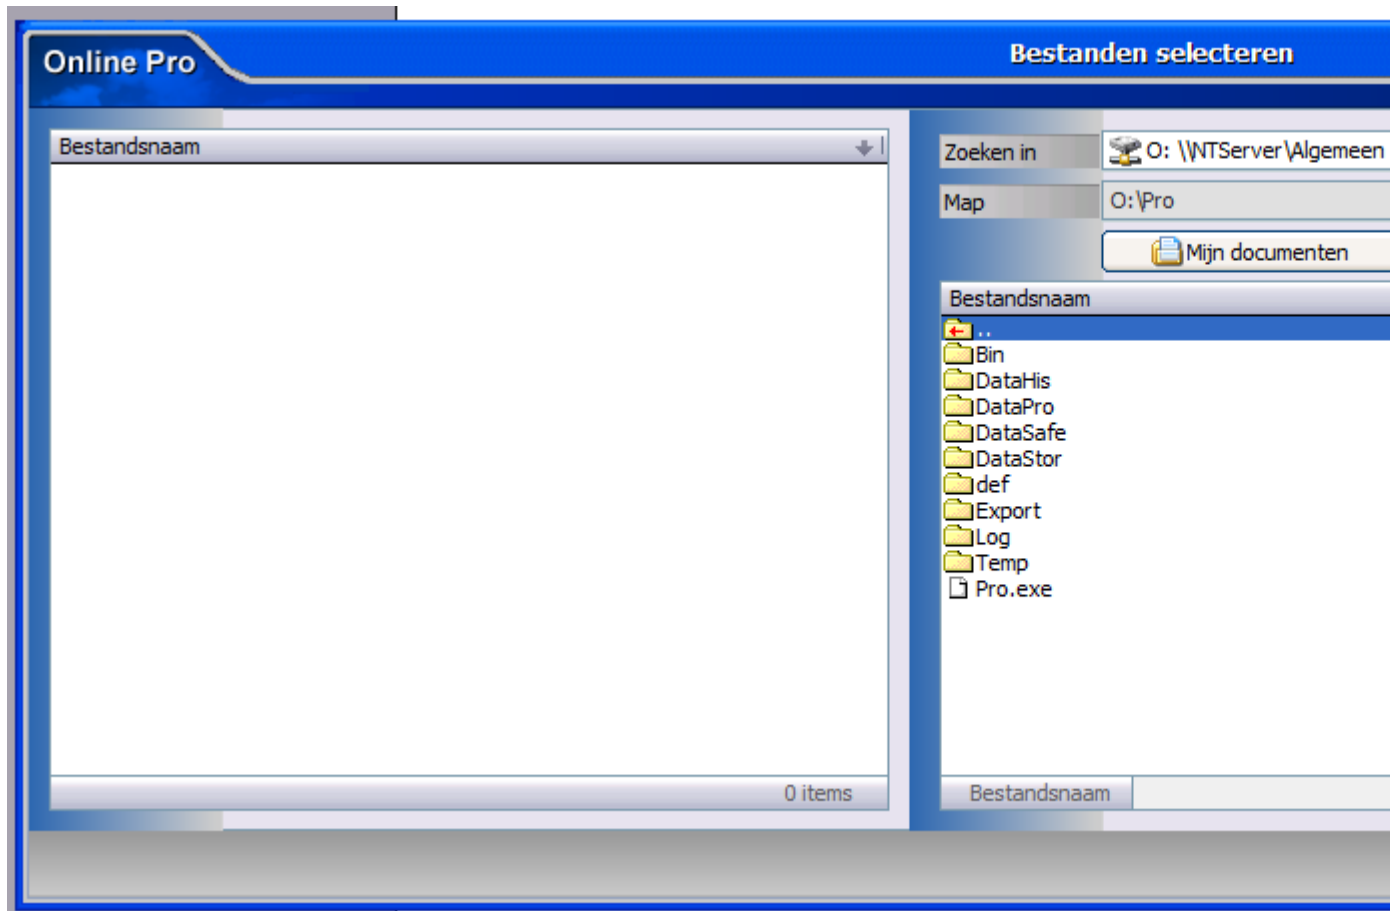 Online Pro
Bestanden selecteren
Bestandsnaam
0 items
Zoeken in
O: \\NTServer\Algemeen
Map
O:\Pro
Mijn documenten
Bestandsnaam
..
Bin
DataHis
DataPro
DataSafe
DataStor
def
Export
Log
Temp
Pro.exe
Bestandsnaam